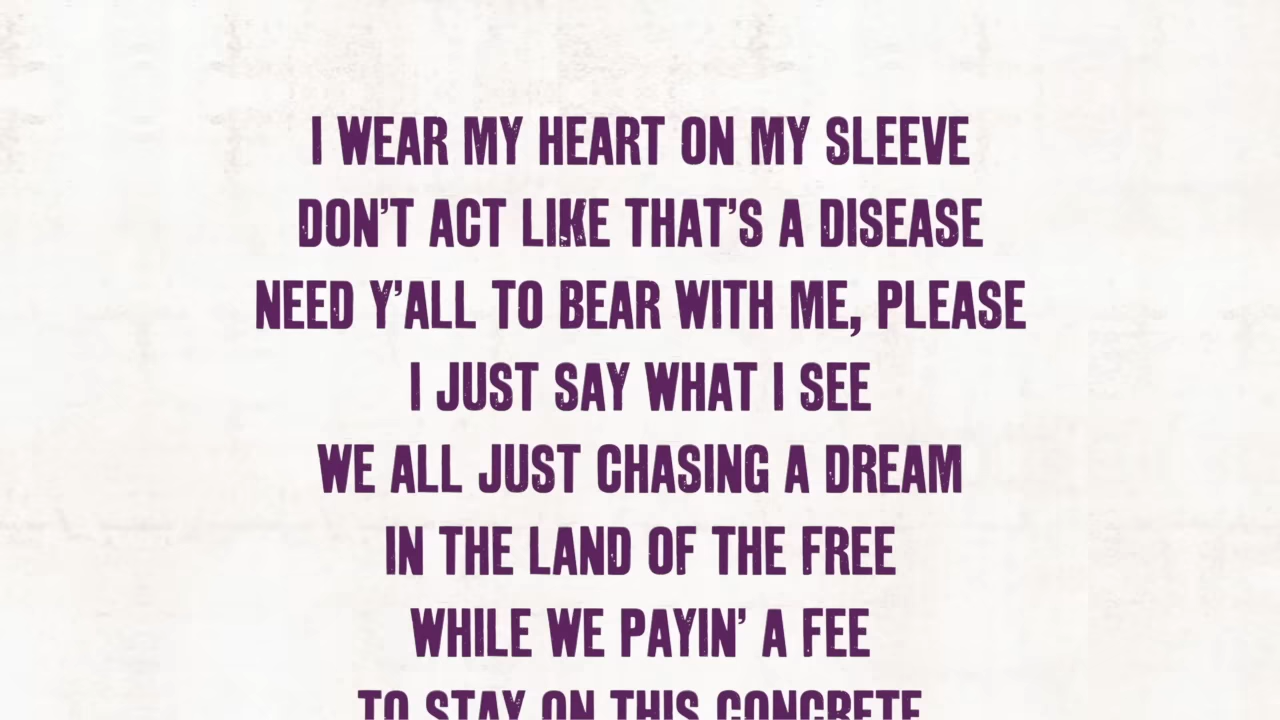 I WEAR MY HEART ON MY SLEEVE
DON'T ACT LIKE THAT'S A DISEASE
NEED Y'ALL TO BEAR WITH ME, PLEASE
I JUST SAY WHAT I SEE
WE ALL JUST CHASING A DREAM
IN THE LAND OF THE FREE
WHILE WE PAYIN' A FEE
TO STAY ON THIS CONCRETE